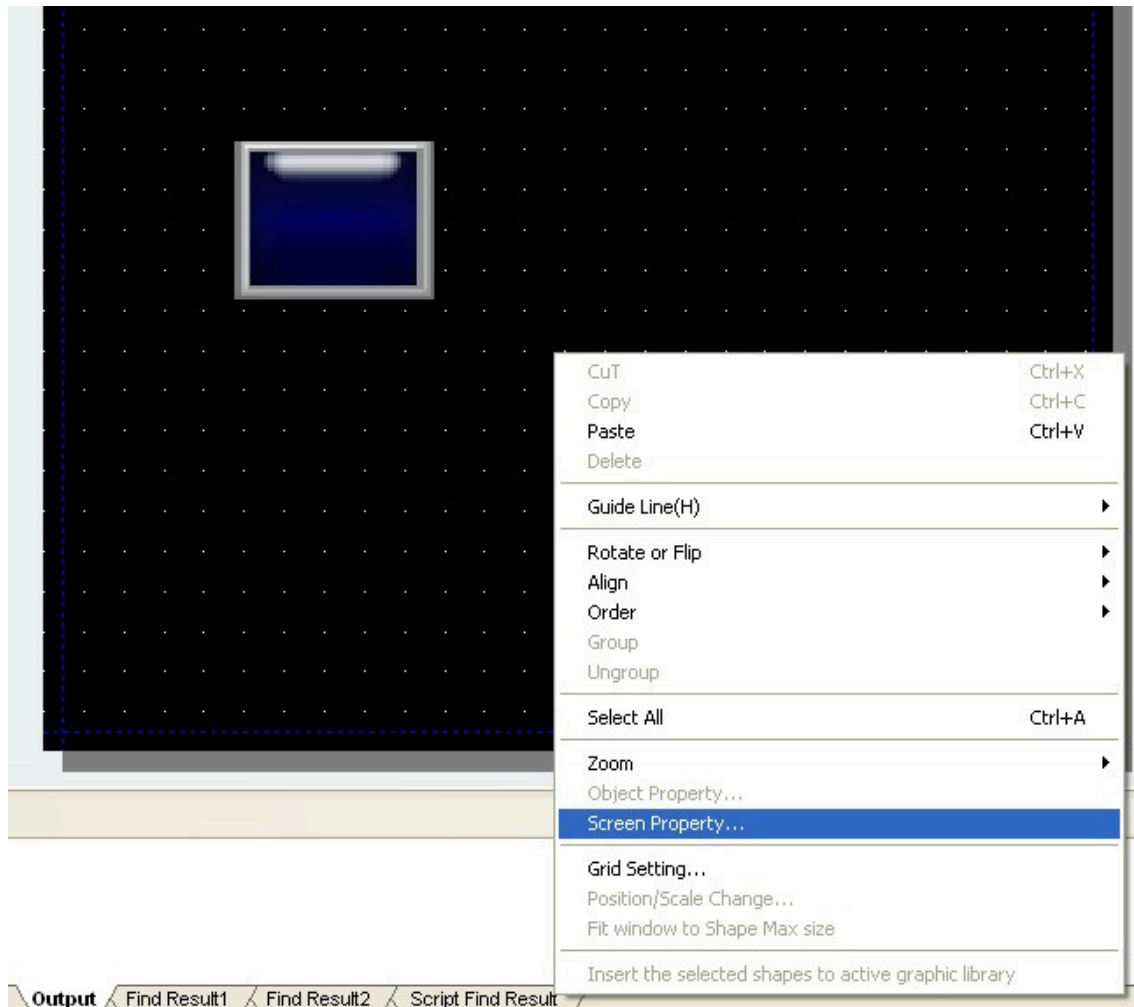 CuT Ctrl+X
Copy Ctrl+C
Paste Ctrl+V
Delete
Guide Line(H)
Rotate or Flip
Align
Order
Group
Ungroup
Select All Ctrl+A
Zoom
Object Property...
Screen Property...
Grid Setting...
Position/Scale Change...
Fit window to Shape Max size
Insert the selected shapes to active graphic library
Output Find Result1 Find Result2 Script Find Result